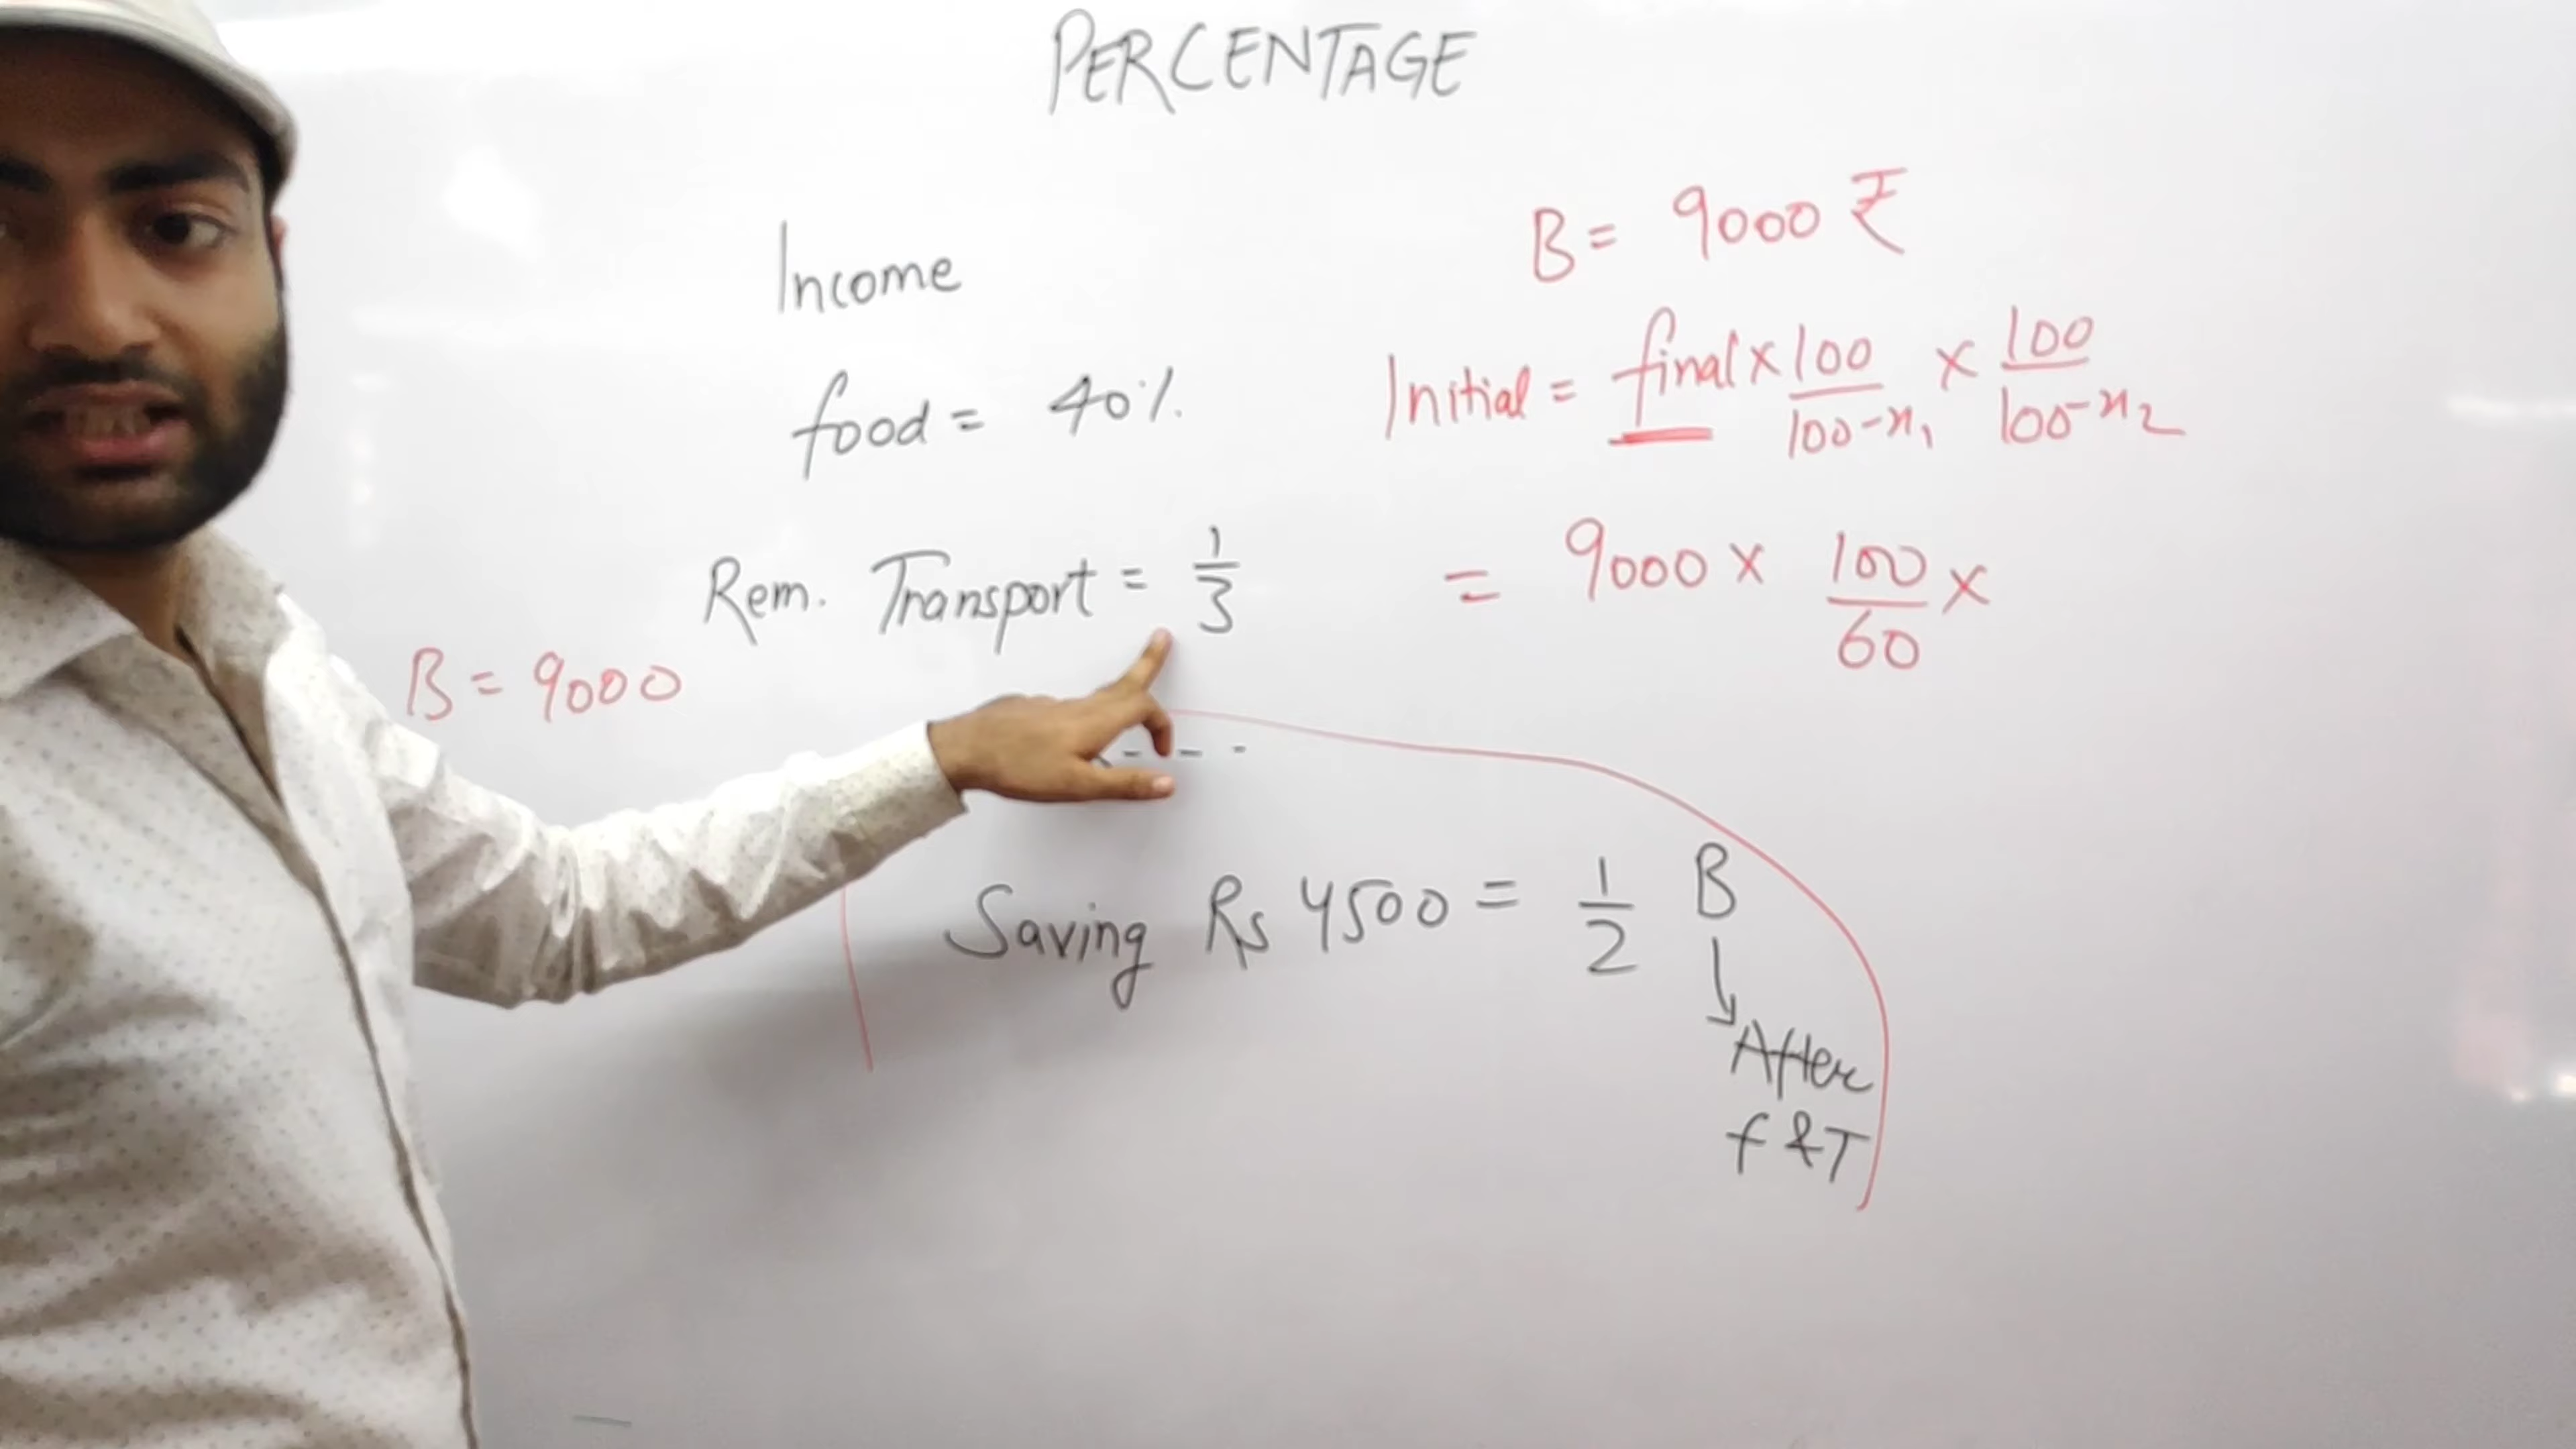 PERCENTAGE
Income
food = 40%
Rem. Transport = 1/3
B = 9000
Saving Rs 4500 = 1/2 B
After
f & T
B = 9000 ₹
Initial = final × 100/100-x₁ × 100/100-x₂
= 9000 × 100/60 ×